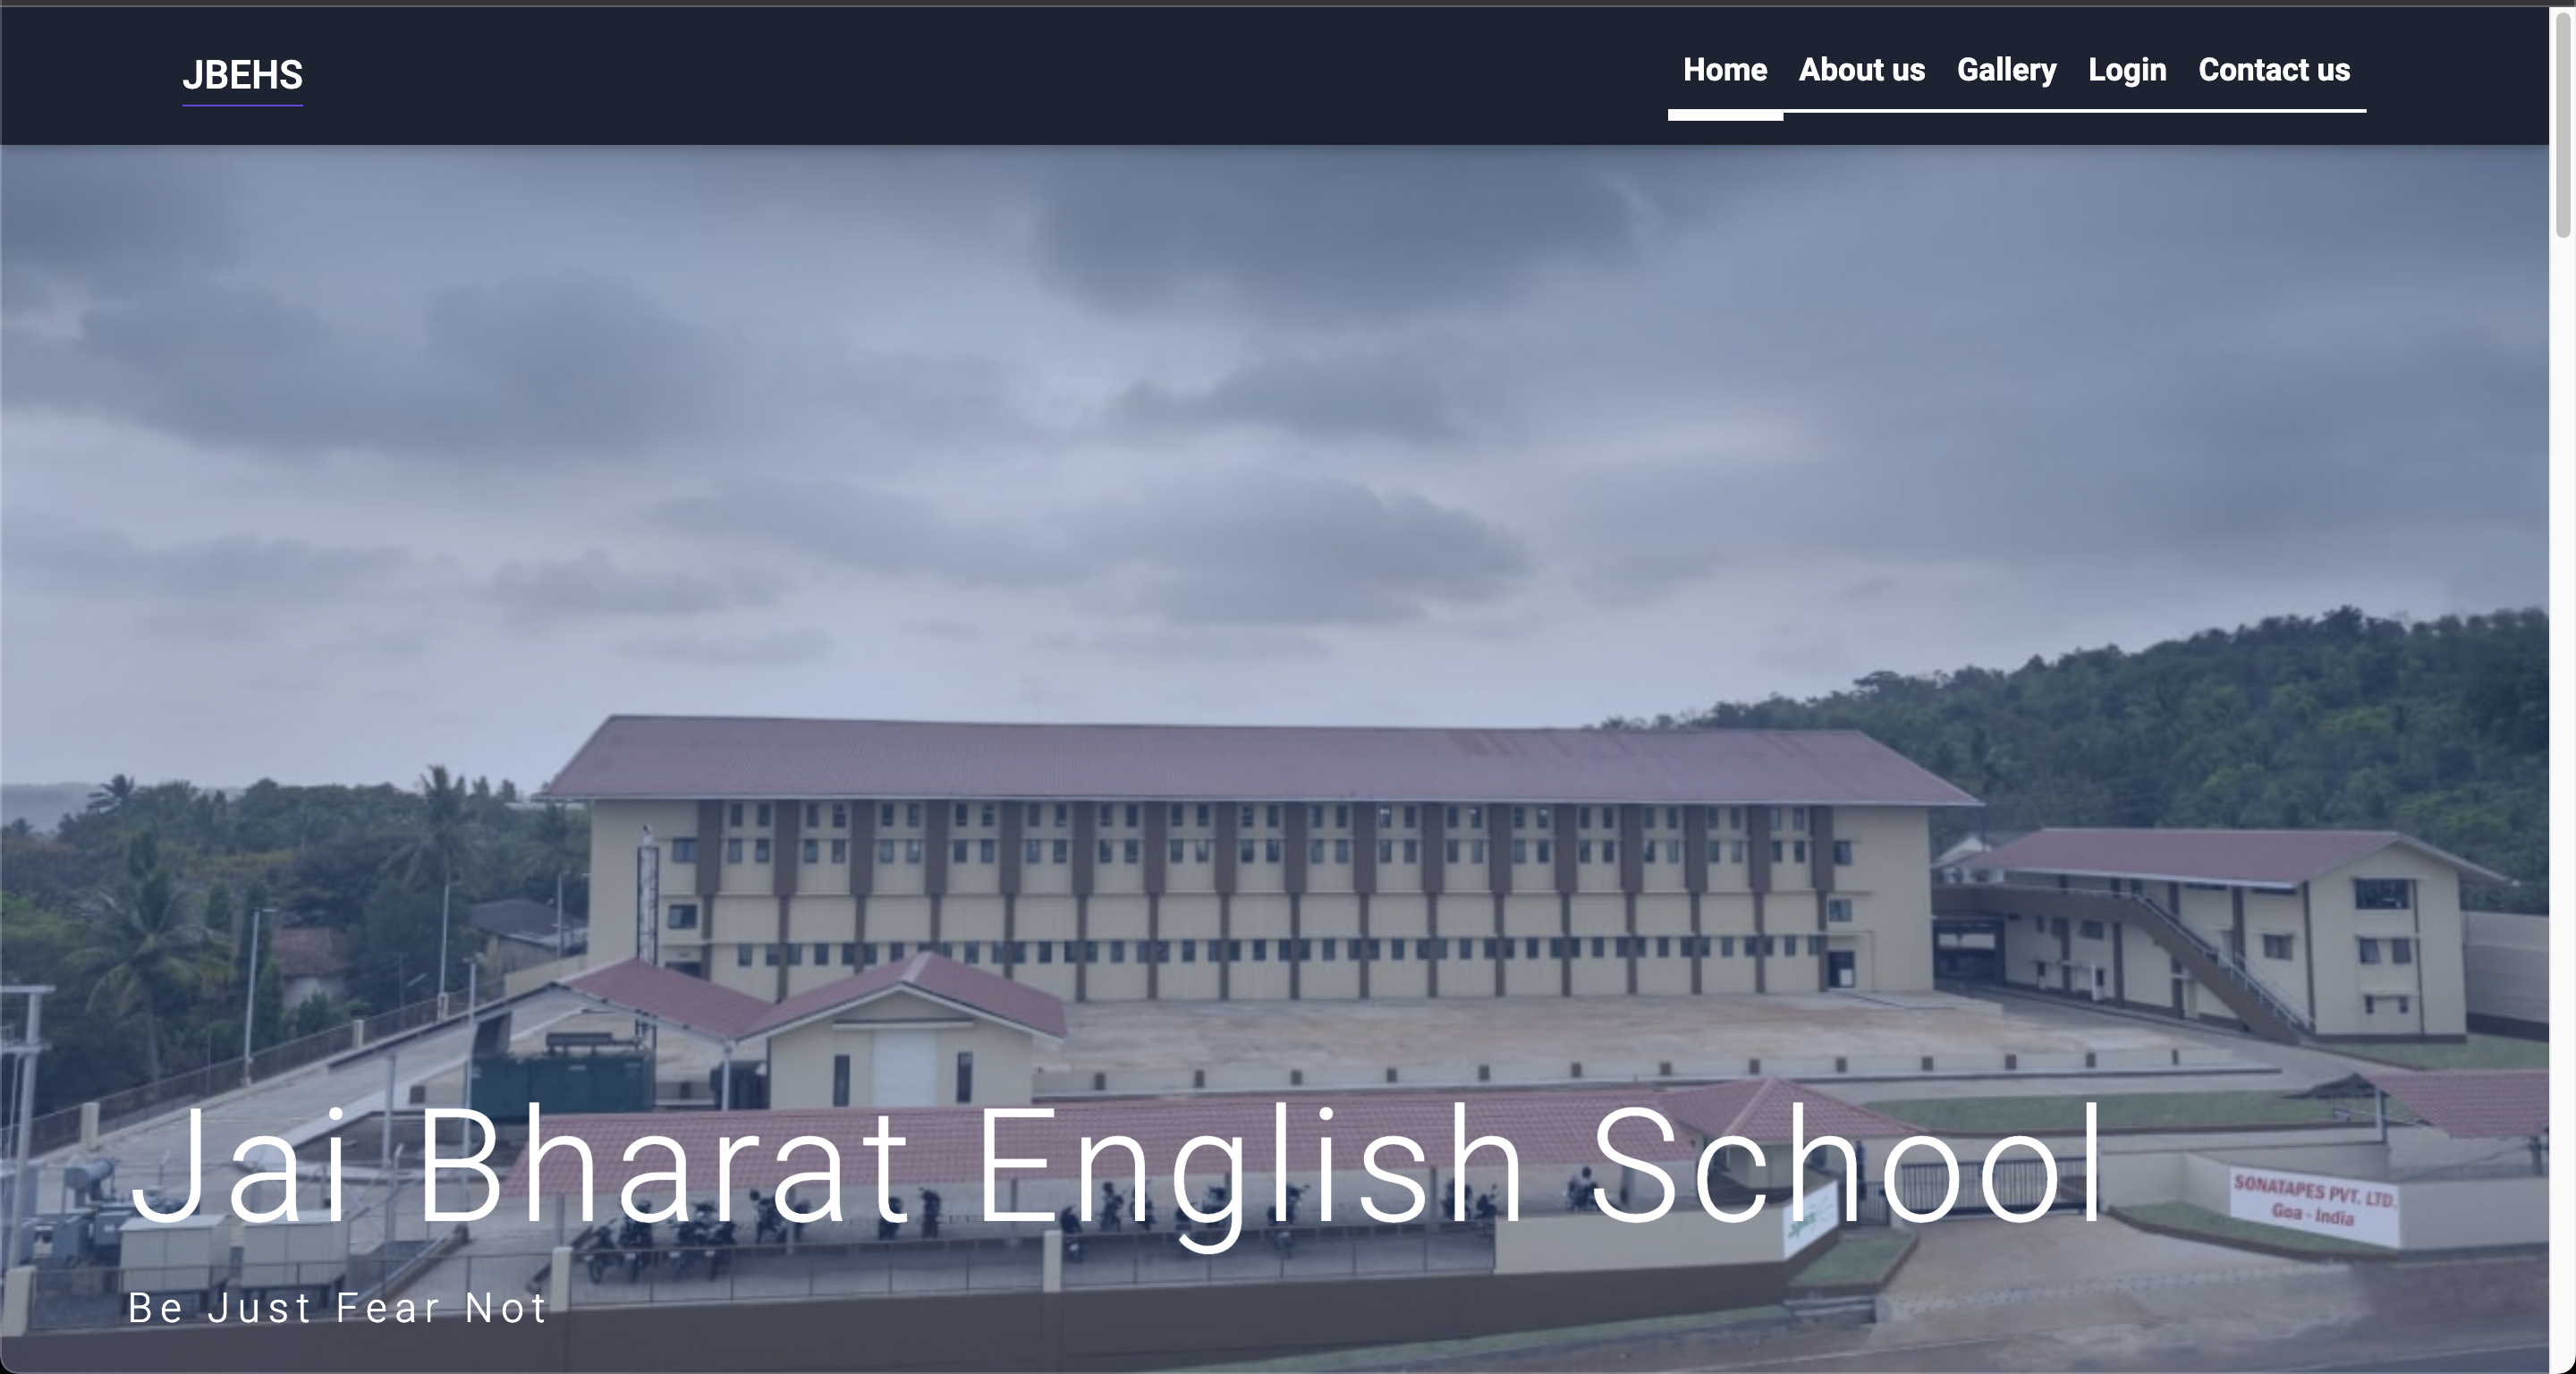 JBEHS
Home About us Gallery Login Contact us
Jai Bharat English School
SONATAPES PVT. LTD.
Goa - India
Be Just Fear Not